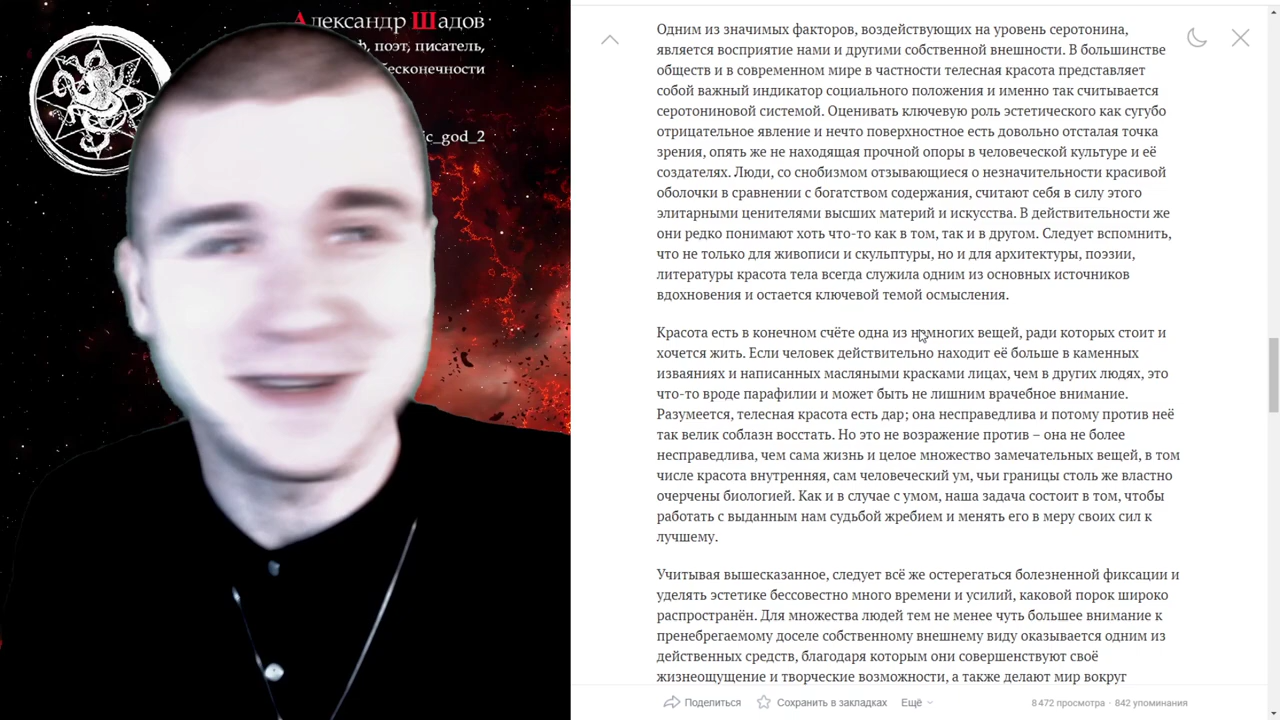 Александр Шадов
ф, поэт, писатель,
бесконечности
ic_god_2
Одним из значимых факторов, воздействующих на уровень серотонина,
является восприятие нами и другими собственной внешности. В большинстве
обществ и в современном мире в частности телесная красота представляет
собой важный индикатор социального положения и именно так считывается
серотониновой системой. Оценивать ключевую роль эстетического как сугубо
отрицательное явление и нечто поверхностное есть довольно отсталая точка
зрения, опять же не находящая прочной опоры в человеческой культуре и её
создателях. Люди, со снобизмом отзывающиеся о незначительности красивой
оболочки в сравнении с богатством содержания, считают себя в силу этого
элитарными ценителями высших материй и искусства. В действительности же
они редко понимают хоть что-то как в том, так и в другом. Следует вспомнить,
что не только для живописи и скульптуры, но и для архитектуры, поэзии,
литературы красота тела всегда служила одним из основных источников
вдохновения и остается ключевой темой осмысления.
Красота есть в конечном счёте одна из немногих вещей, ради которых стоит и
хочется жить. Если человек действительно находит её больше в каменных
изваяниях и написанных масляными красками лицах, чем в других людях, это
что-то вроде парафилии и может быть не лишним врачебное внимание.
Разумеется, телесная красота есть дар; она несправедлива и потому против неё
так велик соблазн восстать. Но это не возражение против – она не более
несправедлива, чем сама жизнь и целое множество замечательных вещей, в том
числе красота внутренняя, сам человеческий ум, чьи границы столь же властно
очерчены биологией. Как и в случае с умом, наша задача состоит в том, чтобы
работать с выданным нам судьбой жребием и менять его в меру своих сил к
лучшему.
Учитывая вышесказанное, следует всё же остерегаться болезненной фиксации и
уделять эстетике бессовестно много времени и усилий, каковой порок широко
распространён. Для множества людей тем не менее чуть большее внимание к
пренебрегаемому доселе собственному внешнему виду оказывается одним из
действенных средств, благодаря которым они совершенствуют своё
жизнеощущение и творческие возможности, а также делают мир вокруг
Поделиться
Сохранить в закладках
Ещё
8 472 просмотра · 842 упоминания